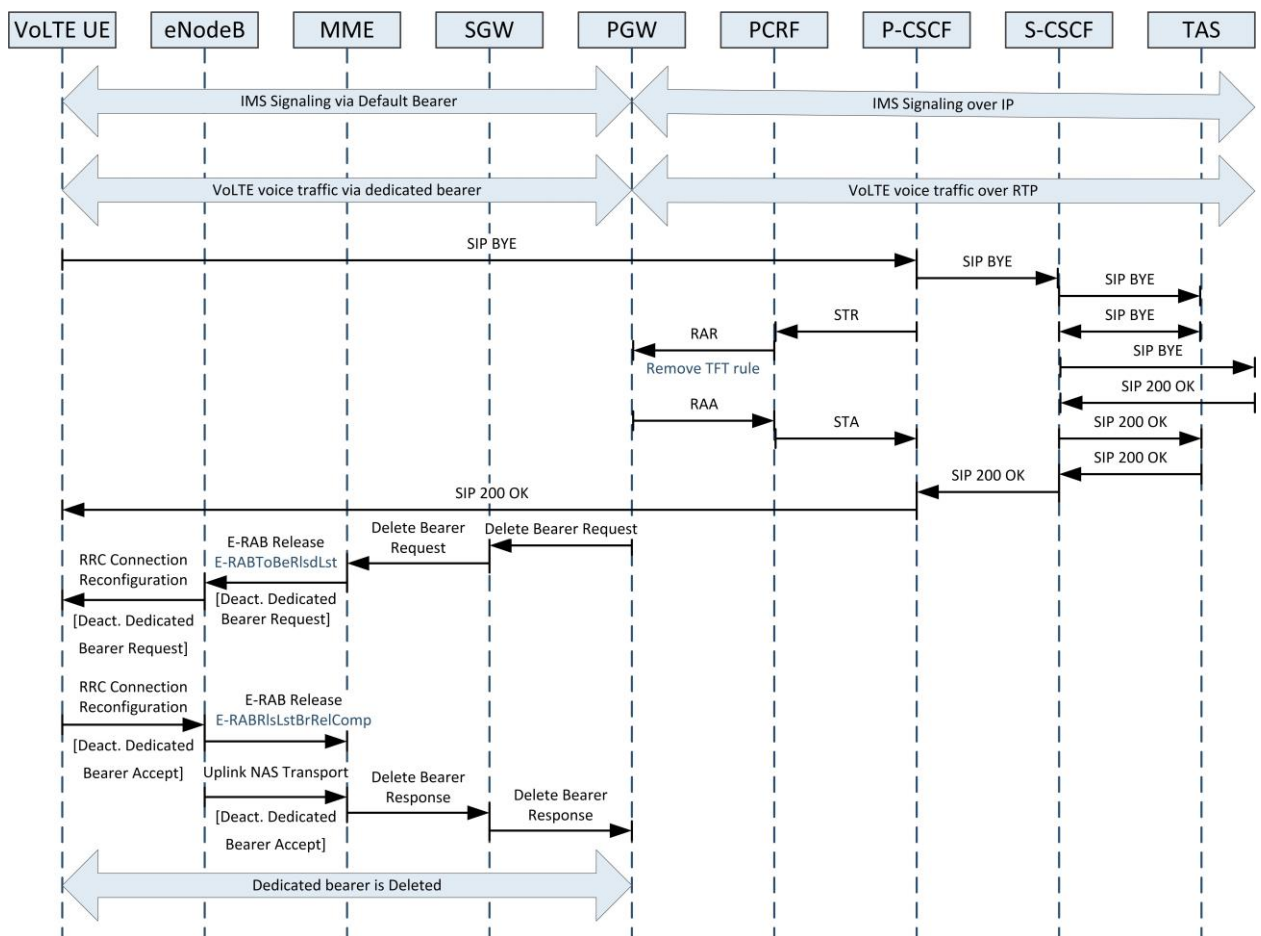 VoLTE UE
eNodeB
MME
SGW
PGW
PCRF
P-CSCF
S-CSCF
TAS
IMS Signaling via Default Bearer
IMS Signaling over IP
VoLTE voice traffic via dedicated bearer
VoLTE voice traffic over RTP
SIP BYE
SIP BYE
SIP BYE
STR
SIP BYE
RAR
Remove TFT rule
SIP BYE
SIP 200 OK
RAA
STA
SIP 200 OK
SIP 200 OK
SIP 200 OK
SIP 200 OK
Delete Bearer Request
Delete Bearer
Request
E-RAB Release
E-RABToBeRlsdLst
[Deact. Dedicated
Bearer Request]
RRC Connection
Reconfiguration
[Deact. Dedicated
Bearer Request]
RRC Connection
Reconfiguration
[Deact. Dedicated
Bearer Accept]
E-RAB Release
E-RABRlsLstBrRelComp
Uplink NAS Transport
[Deact. Dedicated
Bearer Accept]
Delete Bearer
Response
Delete Bearer
Response
Dedicated bearer is Deleted